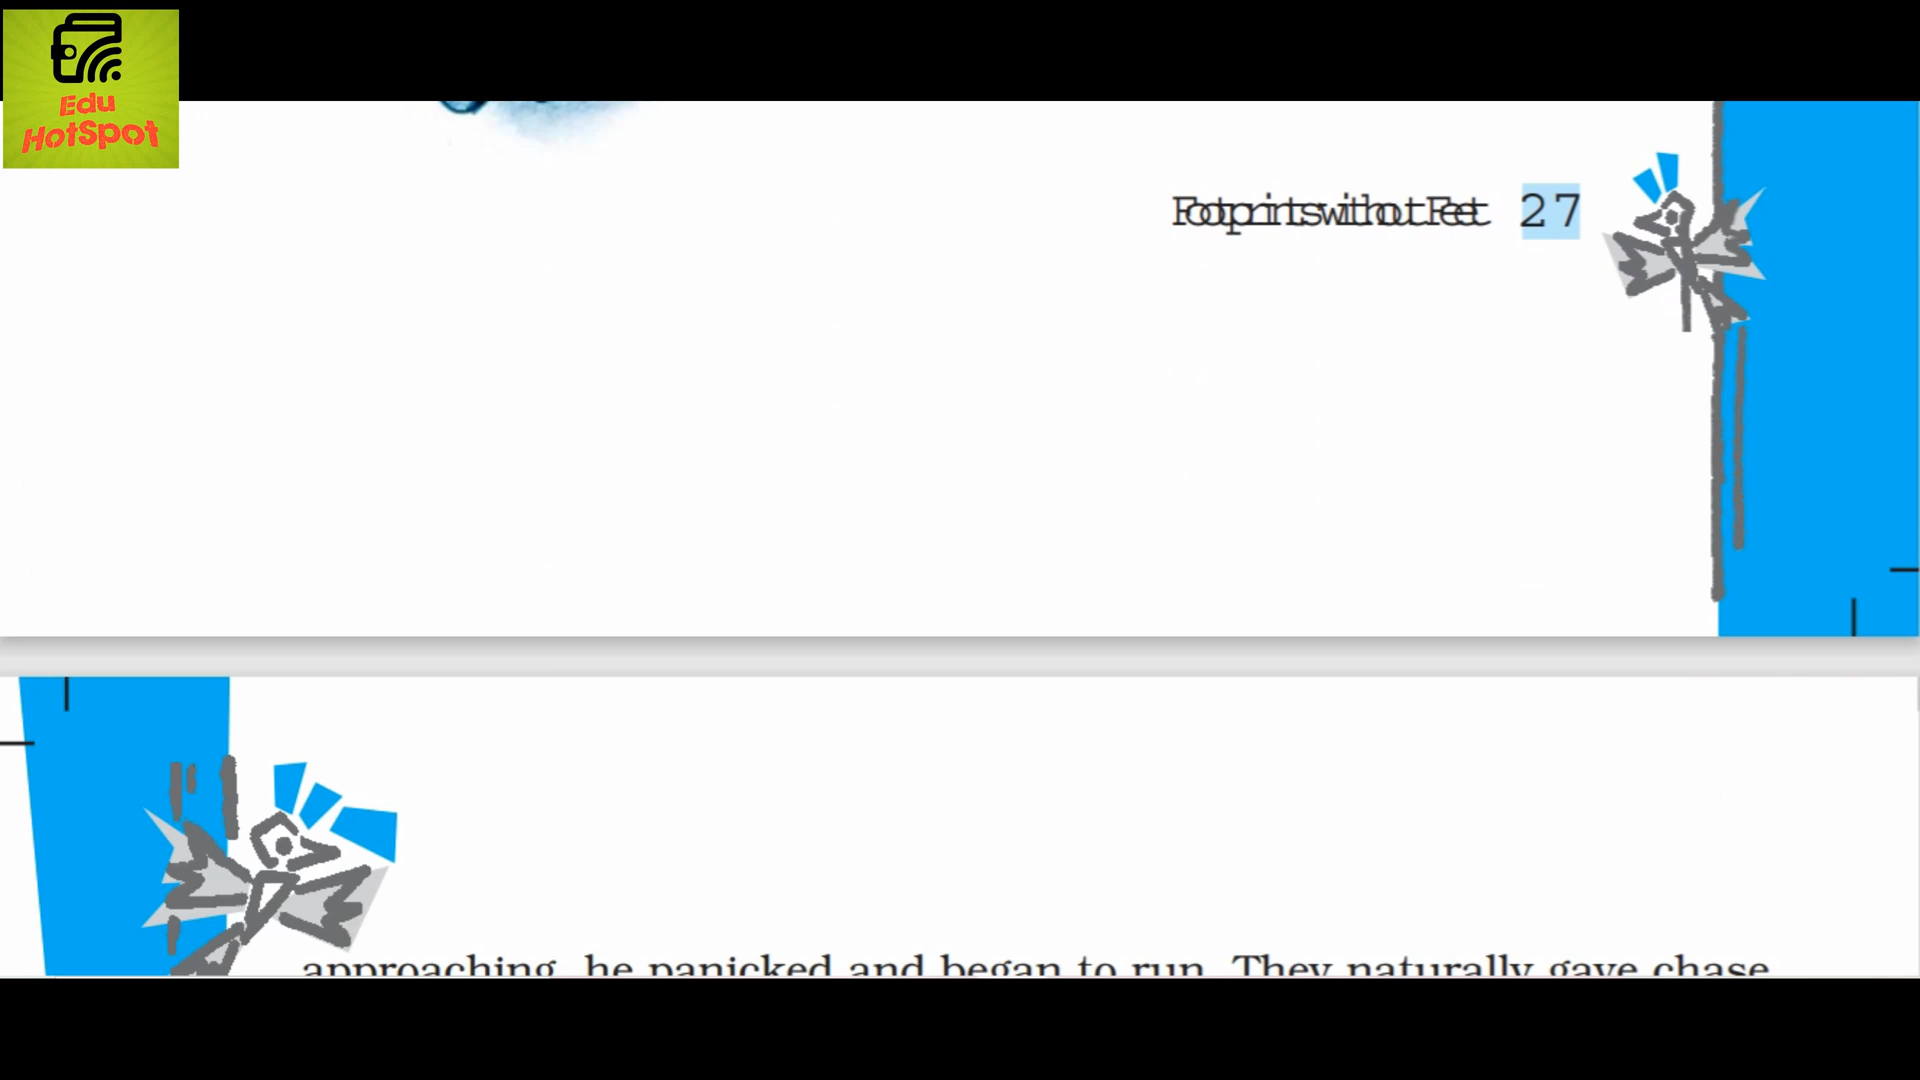 Edu
HotSpot
Footprints without Feet 27
approaching, he panicked and began to run. They naturally gave chase